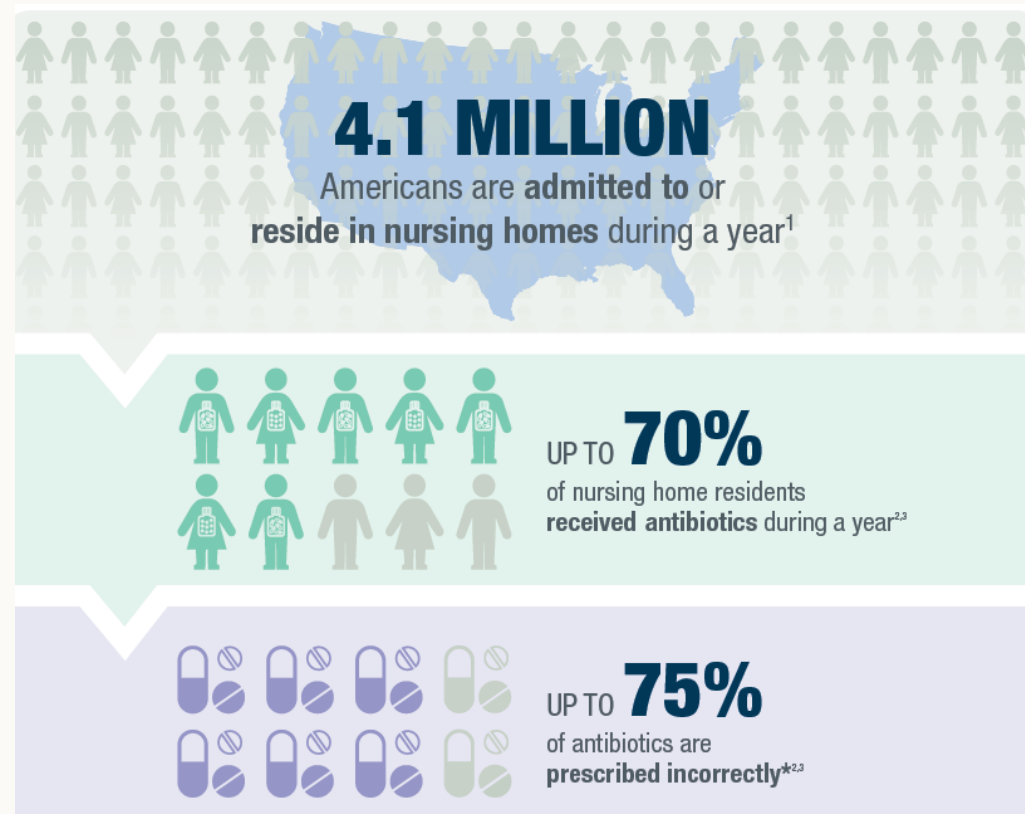 4.1 MILLION
Americans are admitted to or
reside in nursing homes during a year¹
UP TO 70%
of nursing home residents
received antibiotics during a year²,³
UP TO 75%
of antibiotics are
prescribed incorrectly*²,³